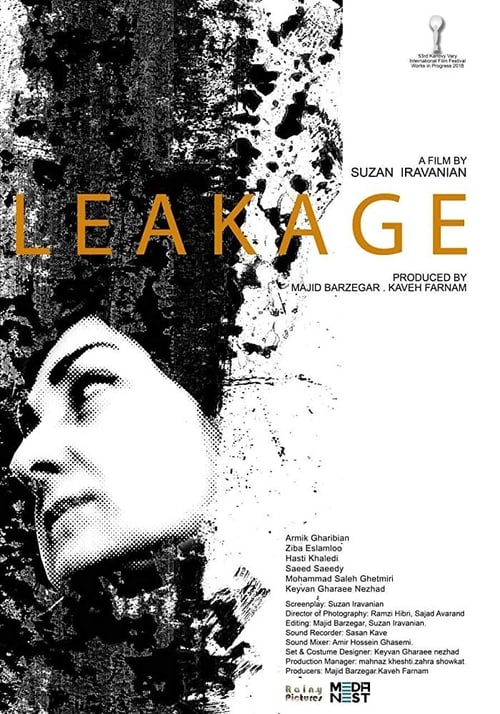 53rd Karlovy Vary
International Film Festival
Works in Progress 2018
A FILM BY
SUZAN IRAVANIAN
LEAKAGE
PRODUCED BY
MAJID BARZEGAR . KAVEH FARNAM
Armik Gharibian
Ziba Eslamloo
Hasti Khaledi
Saeed Saeedy
Mohammad Saleh Ghetmiri
Keyvan Gharaee Nezhad
Screenplay: Suzan Iravanian
Director of Photography: Ramzi Hibri, Sajad Avarand
Editing: Majid Barzegar, Suzan Iravanian.
Sound Recorder: Sasan Kave
Sound Mixer: Amir Hossein Ghasemi.
Set & Costume Designer: Keyvan Gharaee nezhad
Production Manager: mahnaz kheshti.zahra showkat
Producers: Majid Barzegar.Kaveh Farnam
Rainy
Pictures
MEDA
NEST